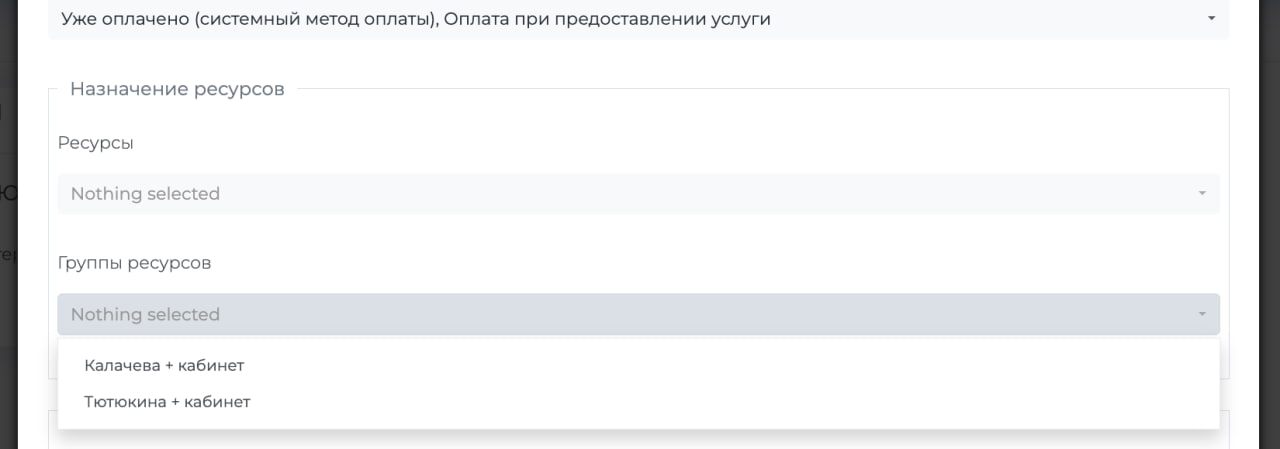 Уже оплачено (системный метод оплаты), Оплата при предоставлении услуги
Назначение ресурсов
Ресурсы
Nothing selected
Группы ресурсов
Nothing selected
Калачева + кабинет
Тютюкина + кабинет